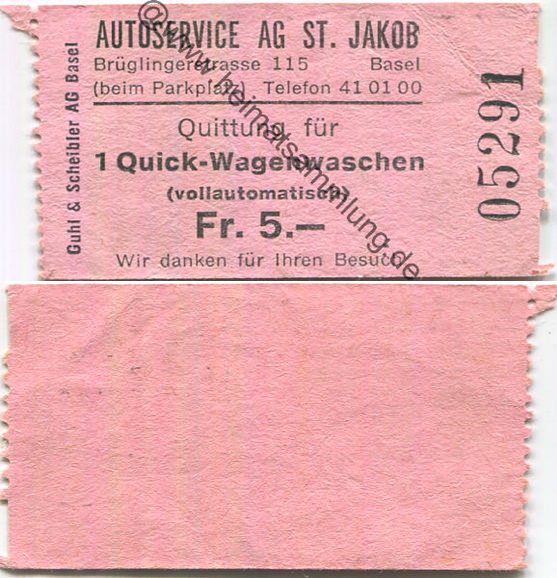 AUTOSERVICE AG ST. JAKOB
Brüglingerstrasse 115 Basel
(beim Parkplatz) Telefon 41 01 00
Quittung für
1 Quick-Wagenwaschen
(vollautomatisch)
Fr. 5.—
Wir danken für Ihren Besuch
Guhl & Scheibler AG Basel
05291
@www.heimatsammlung.de